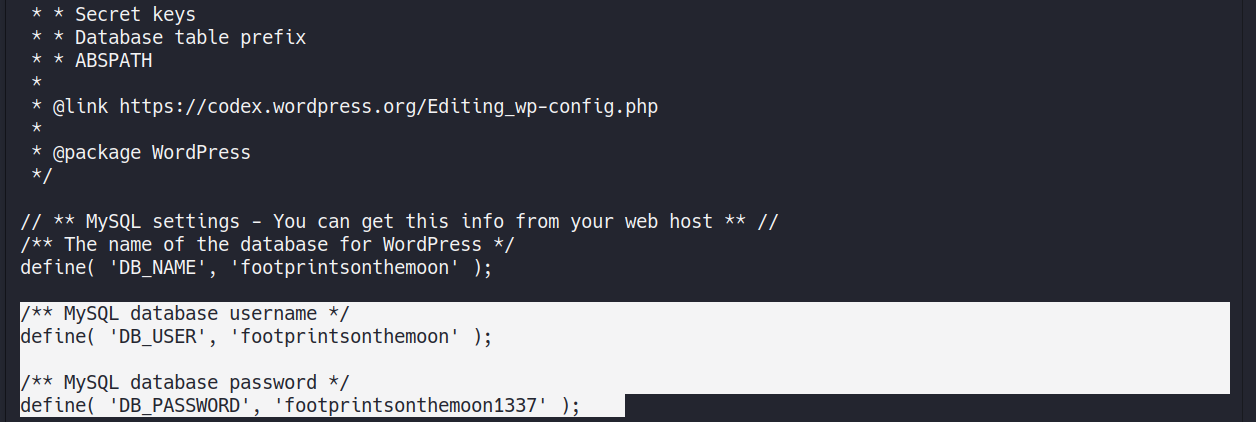 * * Secret keys
* * Database table prefix
* * ABSPATH
*
* @link https://codex.wordpress.org/Editing_wp-config.php
*
* @package WordPress
*/
// ** MySQL settings - You can get this info from your web host ** //
/** The name of the database for WordPress */
define( 'DB_NAME', 'footprintsonthemoon' );
/** MySQL database username */
define( 'DB_USER', 'footprintsonthemoon' );
/** MySQL database password */
define( 'DB_PASSWORD', 'footprintsonthemoon1337' );